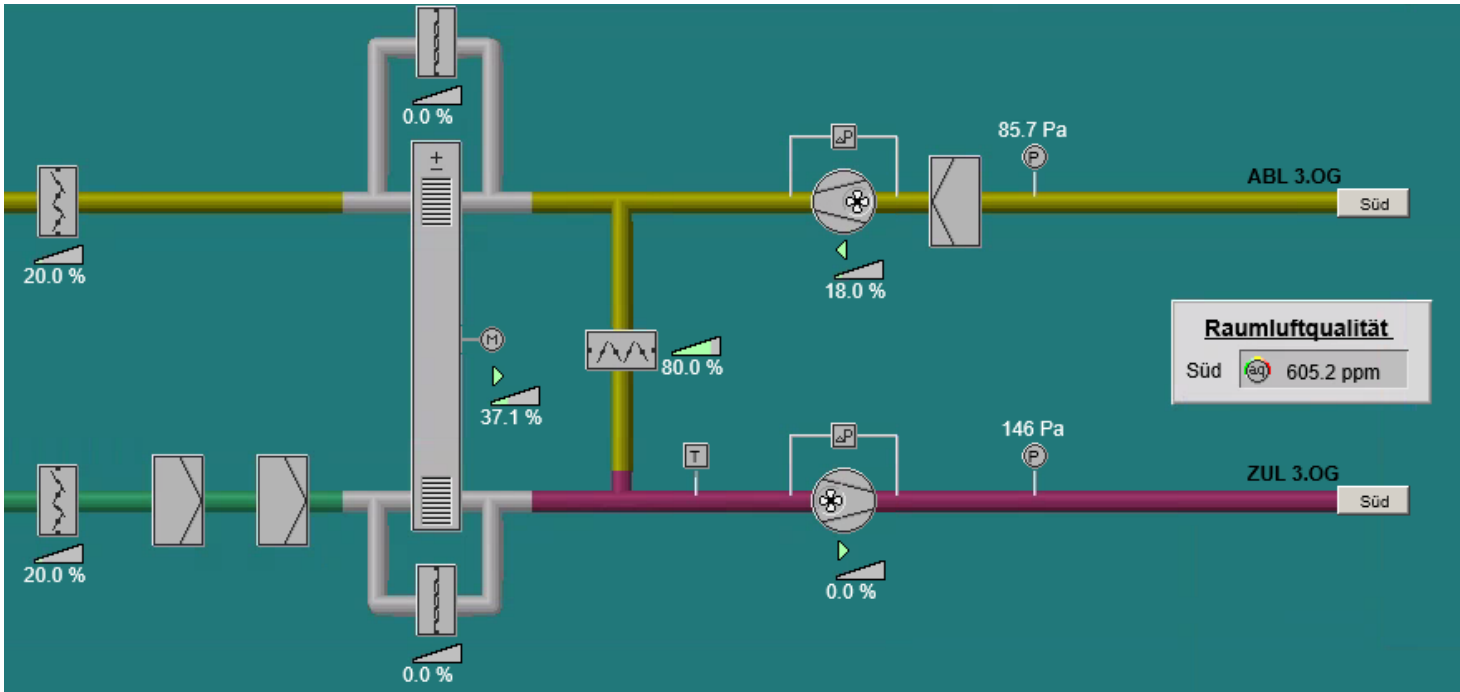 0.0 %
±
85.7 Pa
△P
P
ABL 3.OG
Süd
20.0 %
18.0 %
M
80.0 %
37.1 %
Raumluftqualität
Süd
aq
605.2 ppm
146 Pa
△P
T
P
ZUL 3.OG
Süd
20.0 %
0.0 %
0.0 %